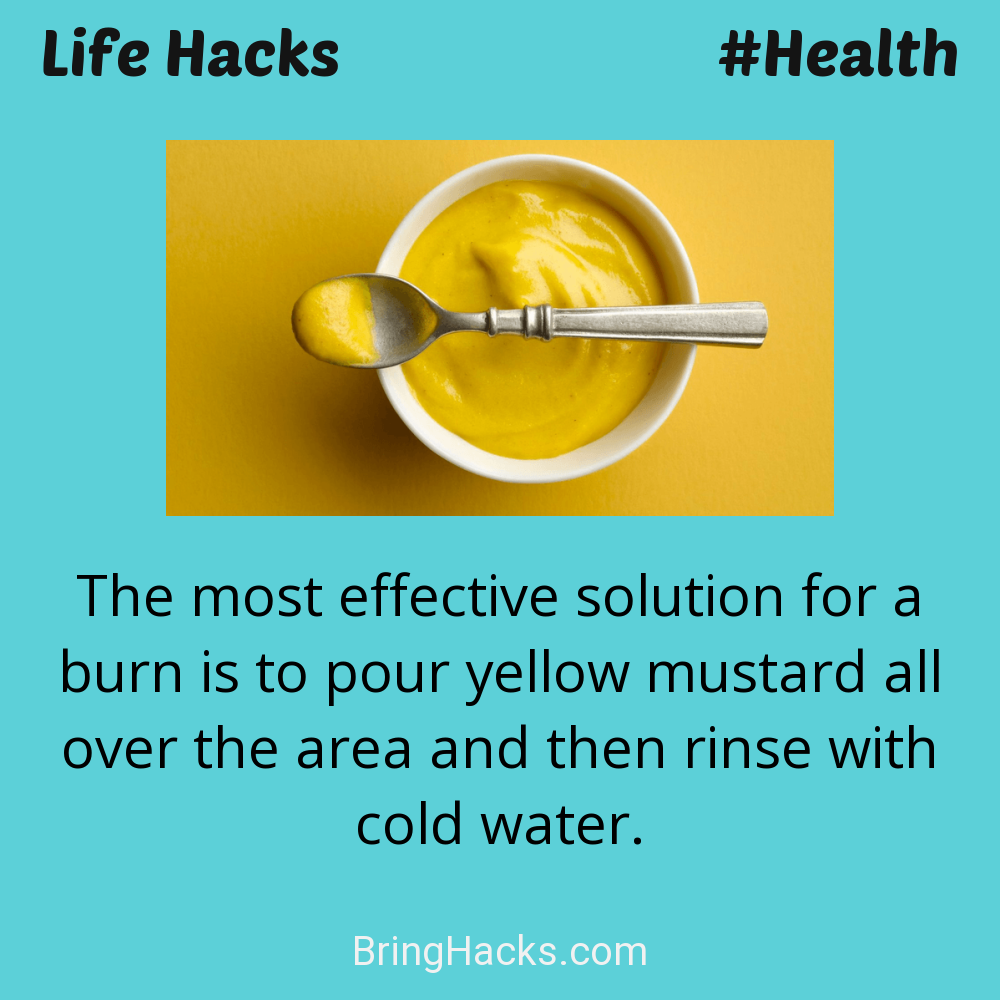 Life Hacks
#Health
The most effective solution for a
burn is to pour yellow mustard all
over the area and then rinse with
cold water.
BringHacks.com